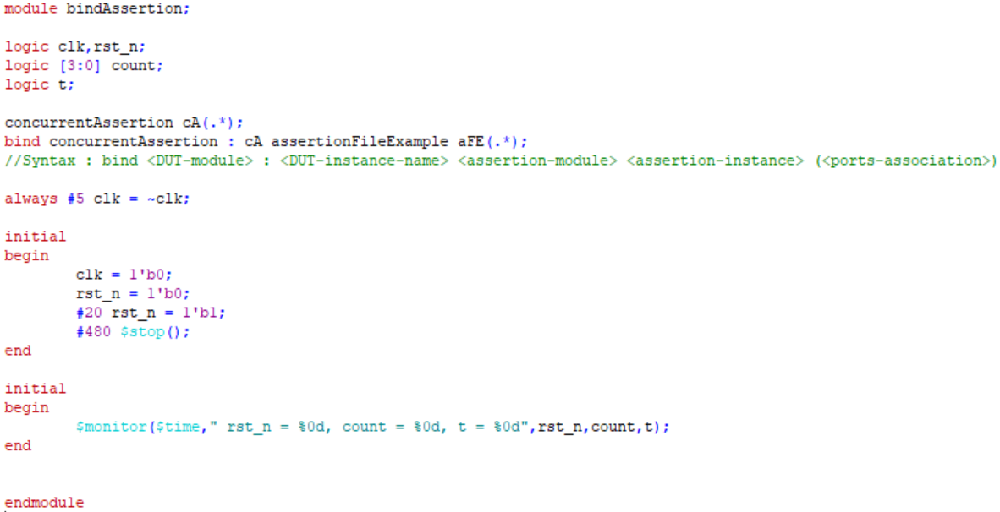 module bindAssertion;
logic clk,rst_n;
logic [3:0] count;
logic t;
concurrentAssertion cA(.*);
bind concurrentAssertion : cA assertionFileExample aFE(.*);
//Syntax : bind <DUT-module> : <DUT-instance-name> <assertion-module> <assertion-instance> (<ports-association>)
always #5 clk = ~clk;
initial
begin
clk = 1'b0;
rst_n = 1'b0;
#20 rst_n = 1'b1;
#480 $stop();
end
initial
begin
$monitor($time," rst_n = %0d, count = %0d, t = %0d",rst_n,count,t);
end
endmodule